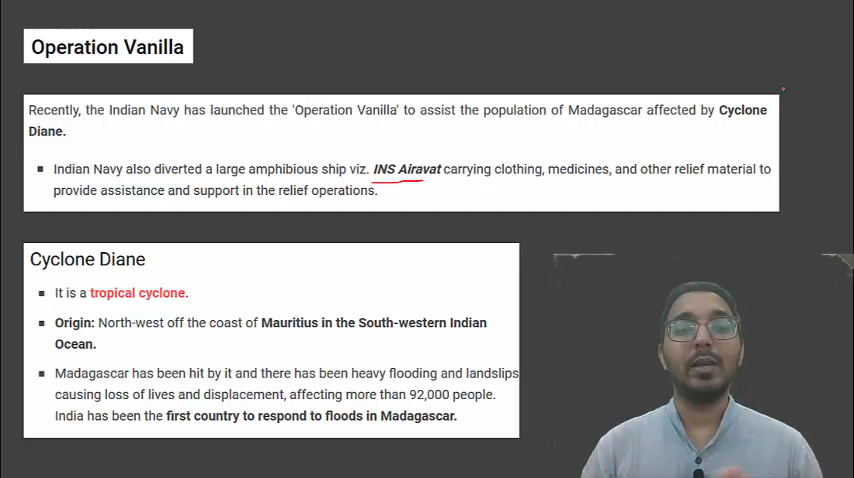 Operation Vanilla
Recently, the Indian Navy has launched the 'Operation Vanilla' to assist the population of Madagascar affected by Cyclone
Diane.
Indian Navy also diverted a large amphibious ship viz. INS Airavat carrying clothing, medicines, and other relief material to
provide assistance and support in the relief operations.
Cyclone Diane
It is a tropical cyclone.
Origin: North-west off the coast of Mauritius in the South-western Indian
Ocean.
Madagascar has been hit by it and there has been heavy flooding and landslips
causing loss of lives and displacement, affecting more than 92,000 people.
India has been the first country to respond to floods in Madagascar.